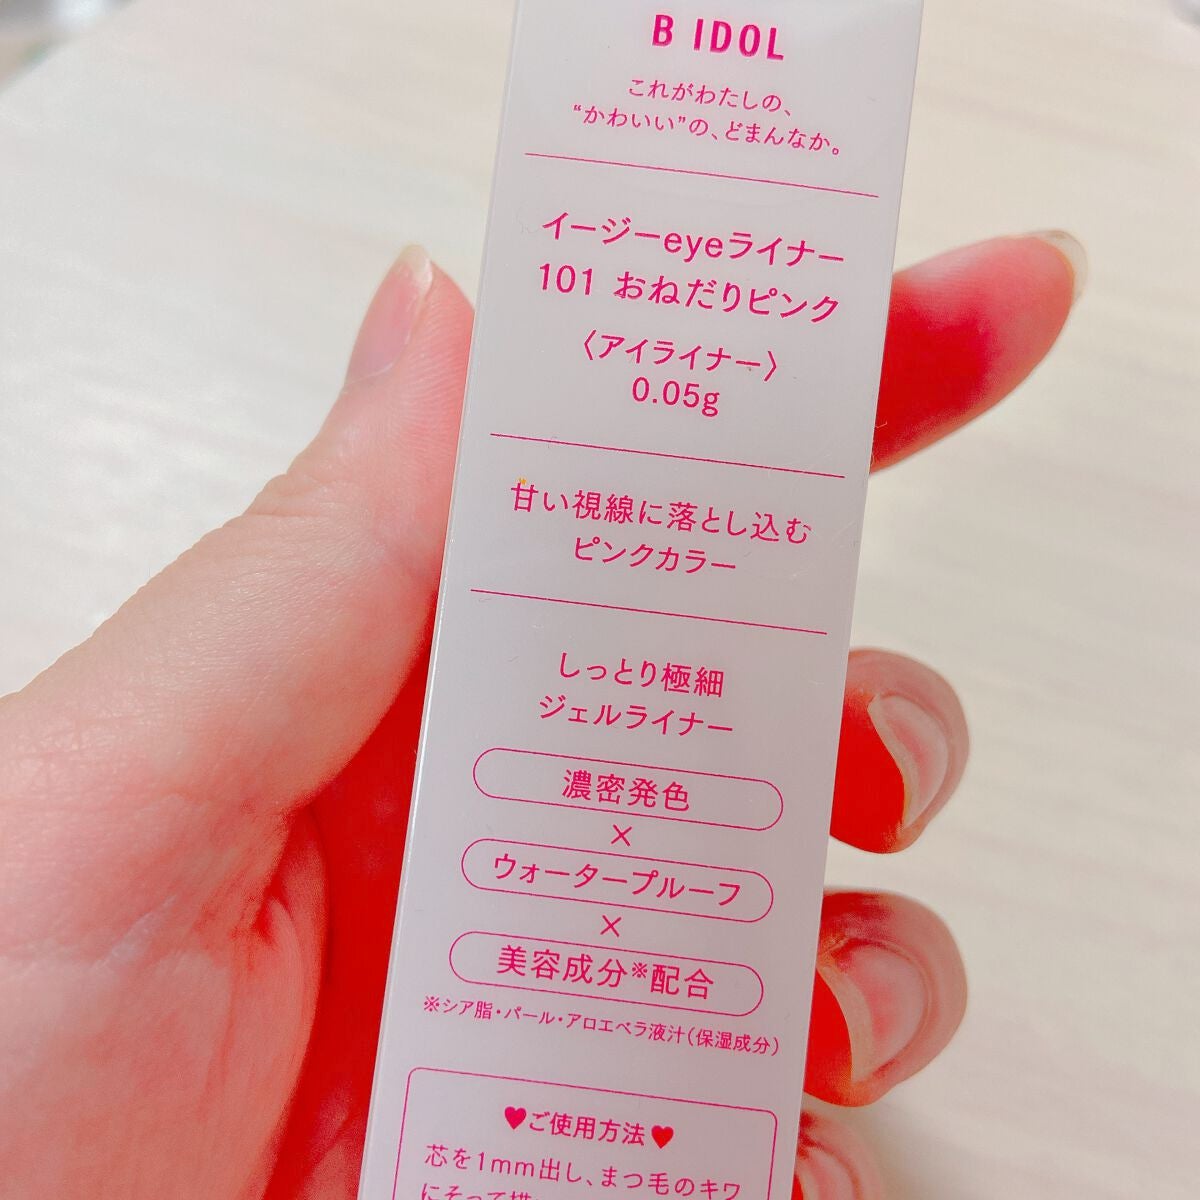 B IDOL
これがわたしの、
“かわいい”の、どまんなか。
イージーeyeライナー
101 おねだりピンク
〈アイライナー〉
0.05g
甘い視線に落とし込む
ピンクカラー
しっとり極細
ジェルライナー
濃密発色
×
ウォータープルーフ
×
美容成分※配合
※シア脂・パール・アロエベラ液汁(保湿成分)
♥ご使用方法♥
芯を1mm出し、まつ毛のキワ
にそって